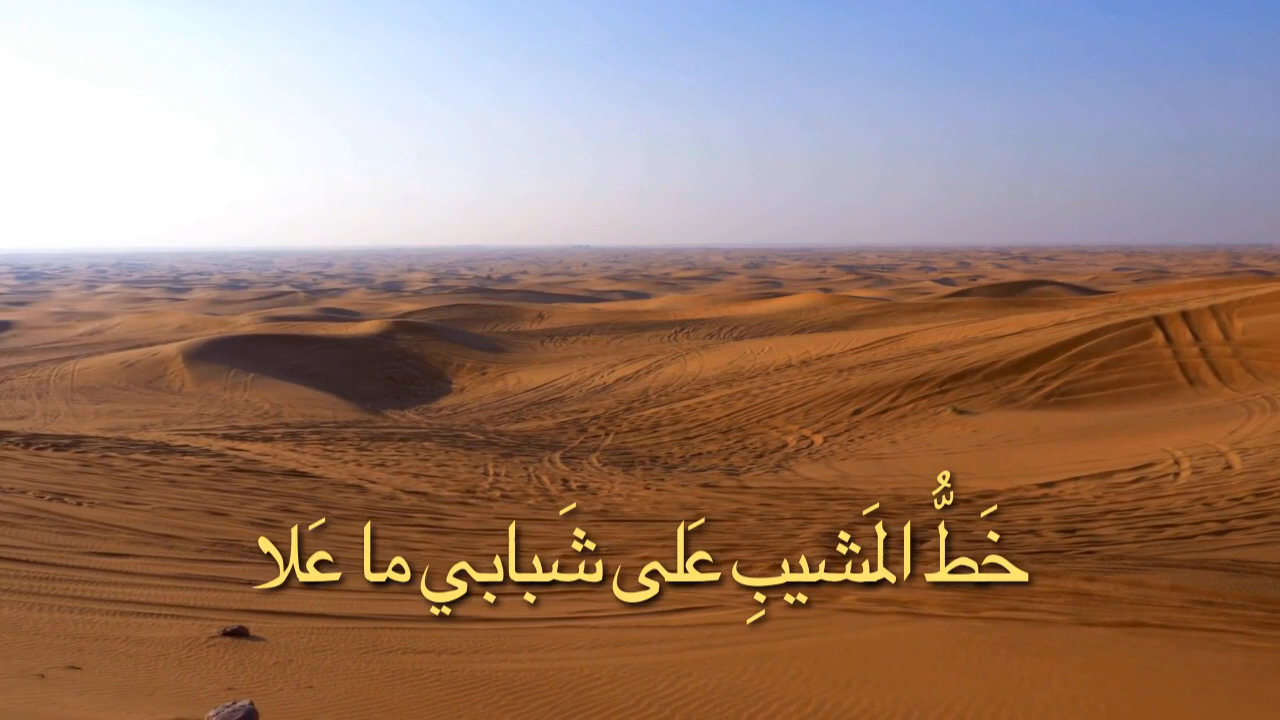 خَطُّ المَشيبِ عَلى شَبابي ما عَلا